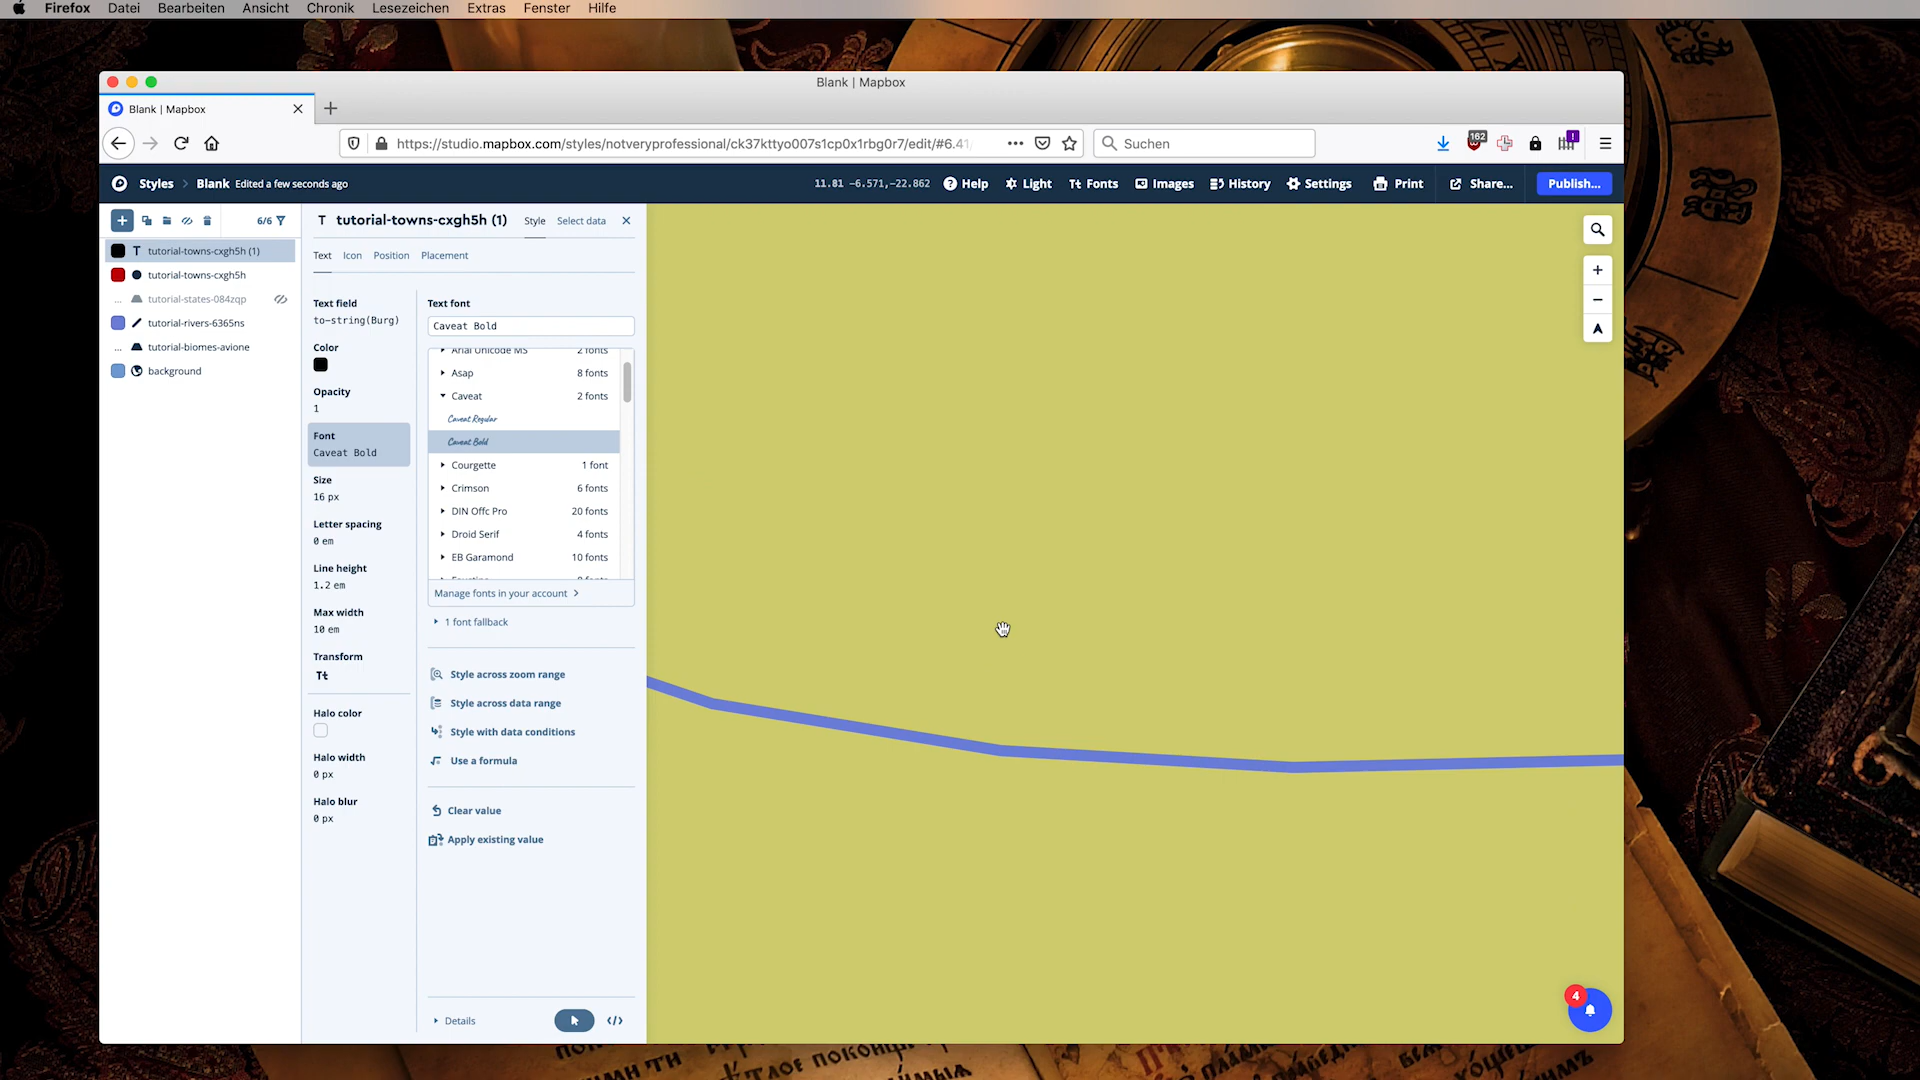 Firefox Datei Bearbeiten Ansicht Chronik Lesezeichen Extras Fenster Hilfe
Blank | Mapbox
Blank | Mapbox
https://studio.mapbox.com/styles/notveryprofessional/ck37kttyo007s1cp0x1rbg0r7/edit/#6.41
Suchen
162
!
Styles > Blank Edited a few seconds ago
11.81 -6.571,-22.862
Help Light Fonts Images History Settings Print Share... Publish...
6/6
T tutorial-towns-cxgh5h (1)
tutorial-towns-cxgh5h
... tutorial-states-084zqp
tutorial-rivers-6365ns
... tutorial-biomes-avione
background
T tutorial-towns-cxgh5h (1) Style Select data
Text Icon Position Placement
Text field
to-string(Burg)
Color
Opacity
1
Font
Caveat Bold
Size
16 px
Letter spacing
0 em
Line height
1.2 em
Max width
10 em
Transform
Tt
Halo color
Halo width
0 px
Halo blur
0 px
Text font
Caveat Bold
Arial Unicode MS 2 fonts
Asap 8 fonts
Caveat 2 fonts
Caveat Regular
Caveat Bold
Courgette 1 font
Crimson 6 fonts
DIN Offc Pro 20 fonts
Droid Serif 4 fonts
EB Garamond 10 fonts
Manage fonts in your account >
1 font fallback
Style across zoom range
Style across data range
Style with data conditions
Use a formula
Clear value
Apply existing value
Details
</>
4